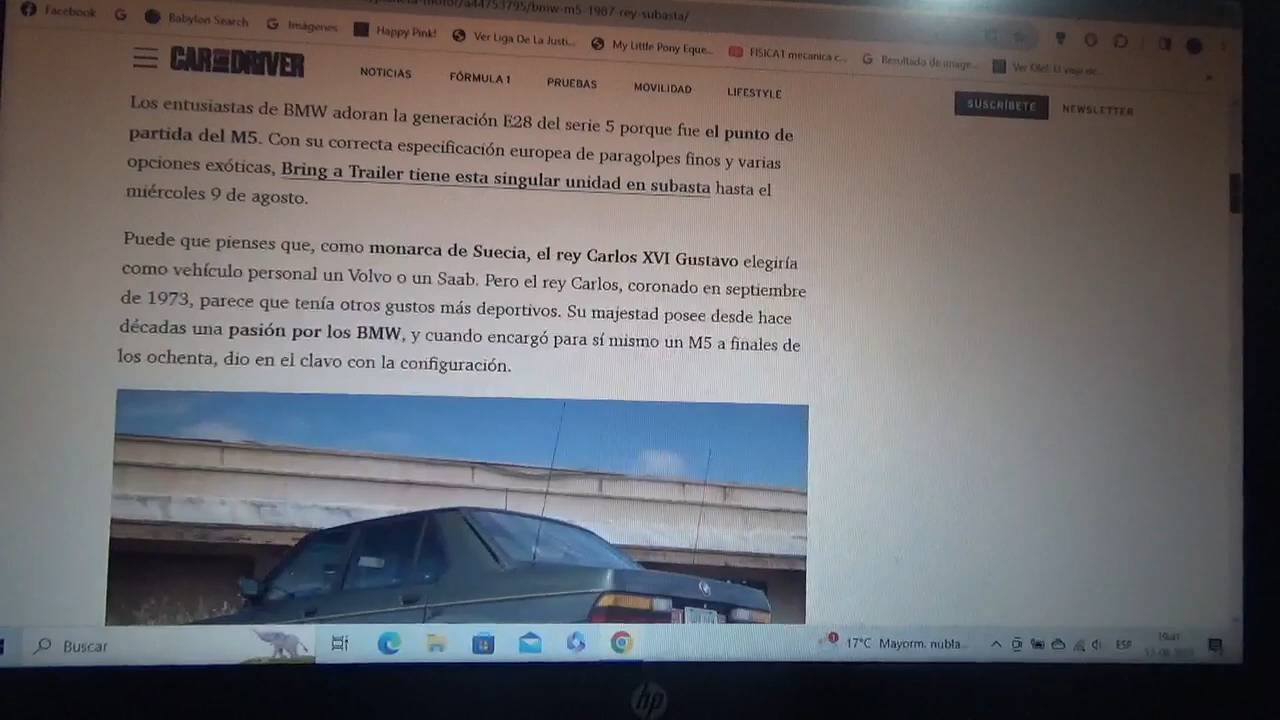 a44753795/bmw-m5-1987-rey-subasta/
Facebook
Babylon Search
Imágenes
Happy Pink!
Ver Liga De La Justi...
My Little Pony Eque...
FISICA1 mecanica c...
Resultado de image...
CAR AND DRIVER
NOTICIAS
FÓRMULA 1
PRUEBAS
MOVILIDAD
LIFESTYLE
SUSCRÍBETE
NEWSLETTER
Los entusiastas de BMW adoran la generación E28 del serie 5 porque fue el punto de
partida del M5. Con su correcta especificación europea de paragolpes finos y varias
opciones exóticas, Bring a Trailer tiene esta singular unidad en subasta hasta el
miércoles 9 de agosto.
Puede que pienses que, como monarca de Suecia, el rey Carlos XVI Gustavo elegiría
como vehículo personal un Volvo o un Saab. Pero el rey Carlos, coronado en septiembre
de 1973, parece que tenía otros gustos más deportivos. Su majestad posee desde hace
décadas una pasión por los BMW, y cuando encargó para sí mismo un M5 a finales de
los ochenta, dio en el clavo con la configuración.
Buscar
17°C Mayorm. nubla...
ESP
hp